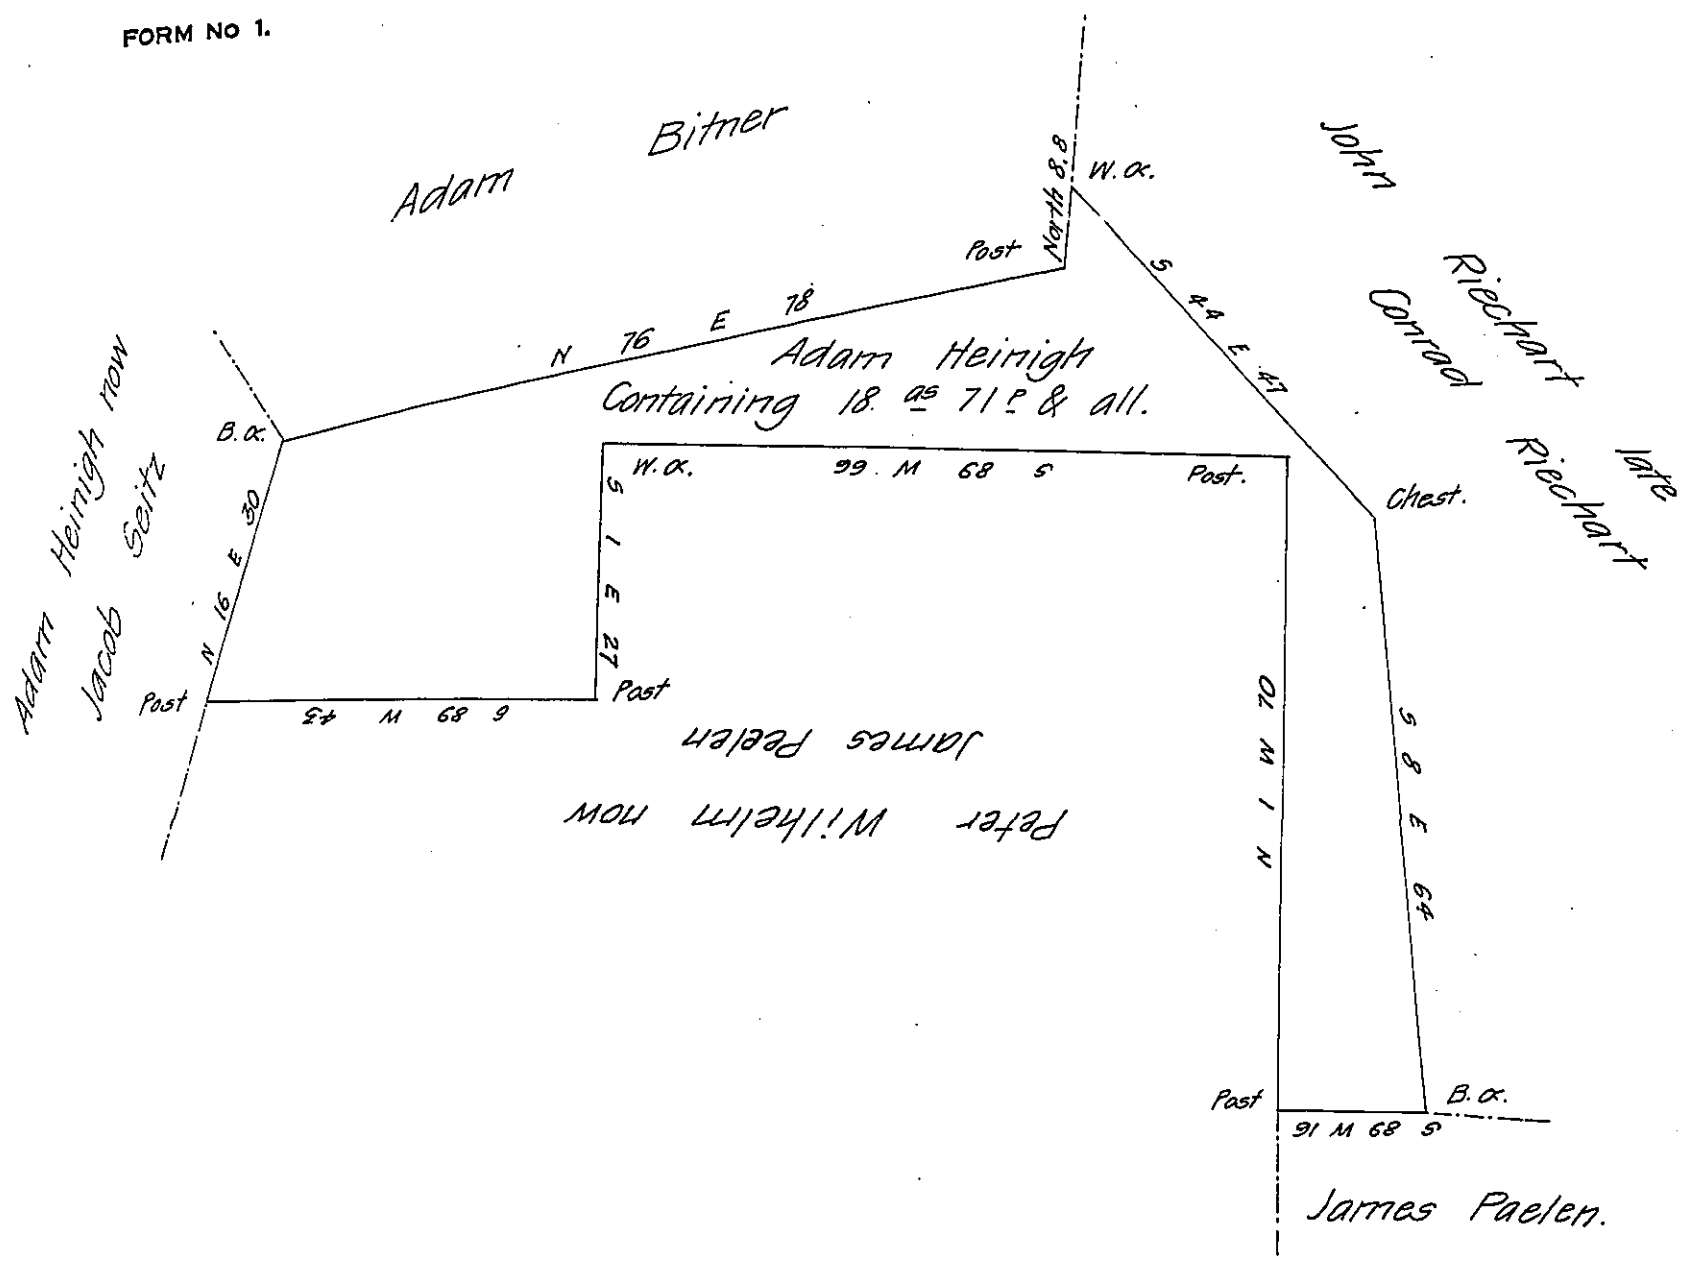 FORM No 1.
Adam Bitner
North 8.8
W. O.
Post
John Riechart late
Conrad Riechart
S 44 E 47
N 76 E 78
Adam Heinigh
Containing 18. as 71 P & all.
Adam Heinigh now
Jacob Seitz
B. O.
N 16 E 30
W. O.
S 89 W 66
Post.
Chest.
S 1 E 27
Post
Post
S 89 W 43
Peter Wilhelm now
James Peelen
N 1 W 70
S 8 E 64
Post
B. O.
S 89 W 16
James Paelen.